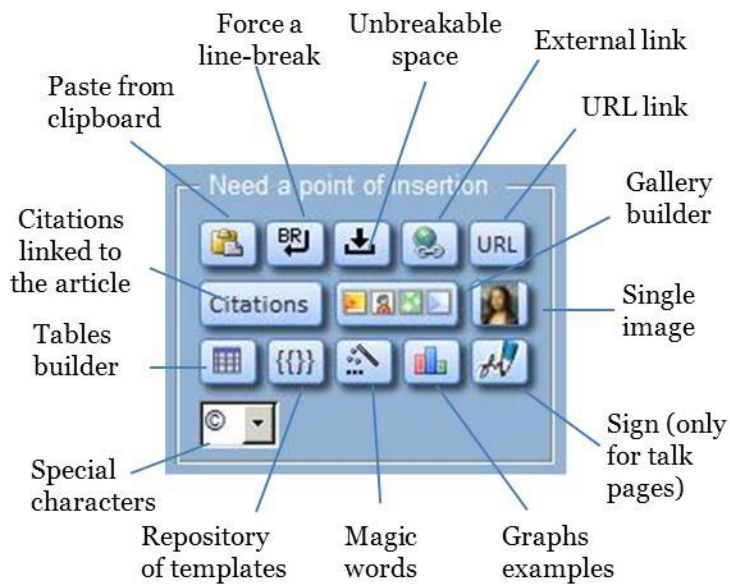 Force a
line-break
Unbreakable
space
External link
Paste from
clipboard
URL link
Need a point of insertion
Gallery
builder
BR
URL
Citations
linked to
the article
Citations
Single
image
Tables
builder
{{}}
©
Sign (only
for talk
pages)
Special
characters
Repository
of templates
Magic
words
Graphs
examples